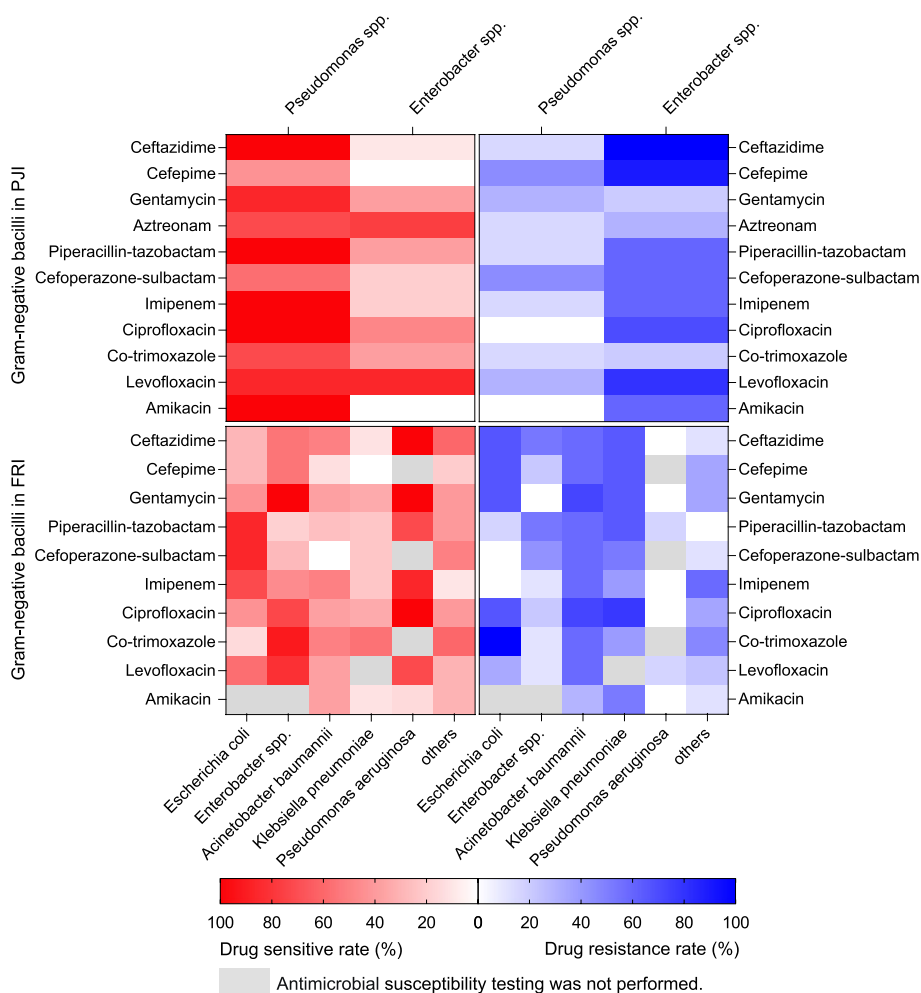 Pseudomonas spp.
Enterobacter spp.
Pseudomonas spp.
Enterobacter spp.
Gram-negative bacilli in PJI
Ceftazidime
Cefepime
Gentamycin
Aztreonam
Piperacillin-tazobactam
Cefoperazone-sulbactam
Imipenem
Ciprofloxacin
Co-trimoxazole
Levofloxacin
Amikacin
Ceftazidime
Cefepime
Gentamycin
Aztreonam
Piperacillin-tazobactam
Cefoperazone-sulbactam
Imipenem
Ciprofloxacin
Co-trimoxazole
Levofloxacin
Amikacin
Gram-negative bacilli in FRI
Ceftazidime
Cefepime
Gentamycin
Piperacillin-tazobactam
Cefoperazone-sulbactam
Imipenem
Ciprofloxacin
Co-trimoxazole
Levofloxacin
Amikacin
Ceftazidime
Cefepime
Gentamycin
Piperacillin-tazobactam
Cefoperazone-sulbactam
Imipenem
Ciprofloxacin
Co-trimoxazole
Levofloxacin
Amikacin
Escherichia coli
Enterobacter spp.
Acinetobacter baumannii
Klebsiella pneumoniae
Pseudomonas aeruginosa
others
Escherichia coli
Enterobacter spp.
Acinetobacter baumannii
Klebsiella pneumoniae
Pseudomonas aeruginosa
others
100 80 60 40 20 0 20 40 60 80 100
Drug sensitive rate (%) Drug resistance rate (%)
Antimicrobial susceptibility testing was not performed.